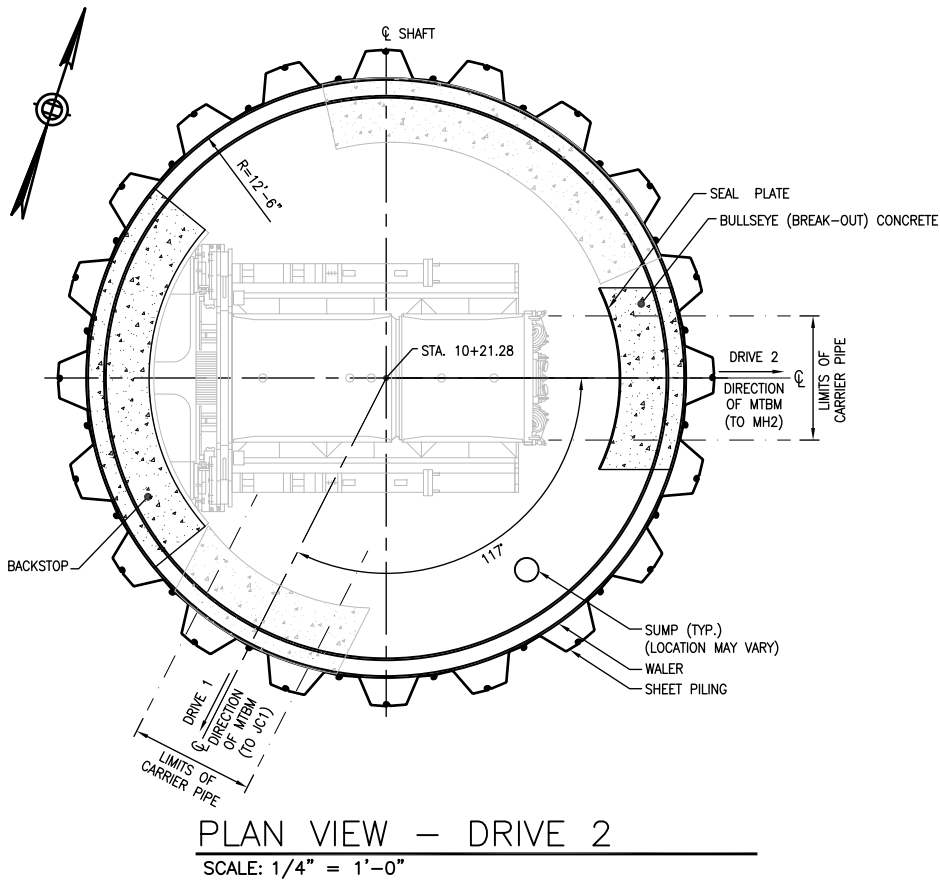 ℄ SHAFT
R=12'-6"
SEAL PLATE
BULLSEYE (BREAK-OUT) CONCRETE
STA. 10+21.28
DRIVE 2
℄
DIRECTION
OF MTBM
(TO MH2)
LIMITS OF
CARRIER PIPE
117°
BACKSTOP
SUMP (TYP.)
(LOCATION MAY VARY)
WALER
SHEET PILING
DRIVE 1
℄
DIRECTION
OF MTBM
(TO JC1)
LIMITS OF
CARRIER PIPE
PLAN VIEW - DRIVE 2
SCALE: 1/4" = 1'-0"